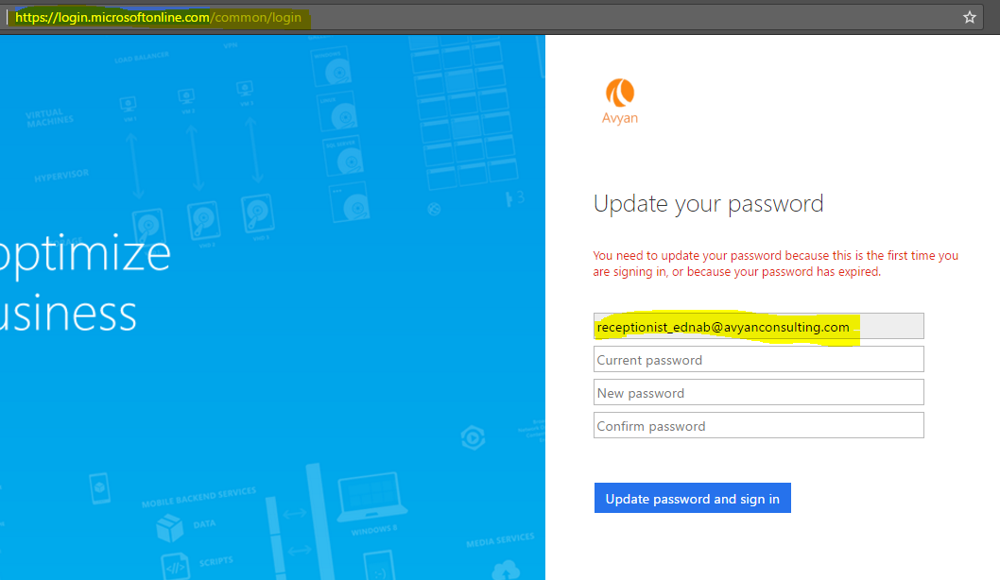 https://login.microsoftonline.com/common/login
LOAD BALANCER
VPN
VIRTUAL
MACHINES
HYPERVISOR
optimize
usiness
Avyan
Update your password
You need to update your password because this is the first time you
are signing in, or because your password has expired.
receptionist_ednab@avyanconsulting.com
Current password
New password
Confirm password
Update password and sign in
MOBILE BACKEND SERVICES
DATA
SCRIPTS
WINDOWS 8
MEDIA SERVICES